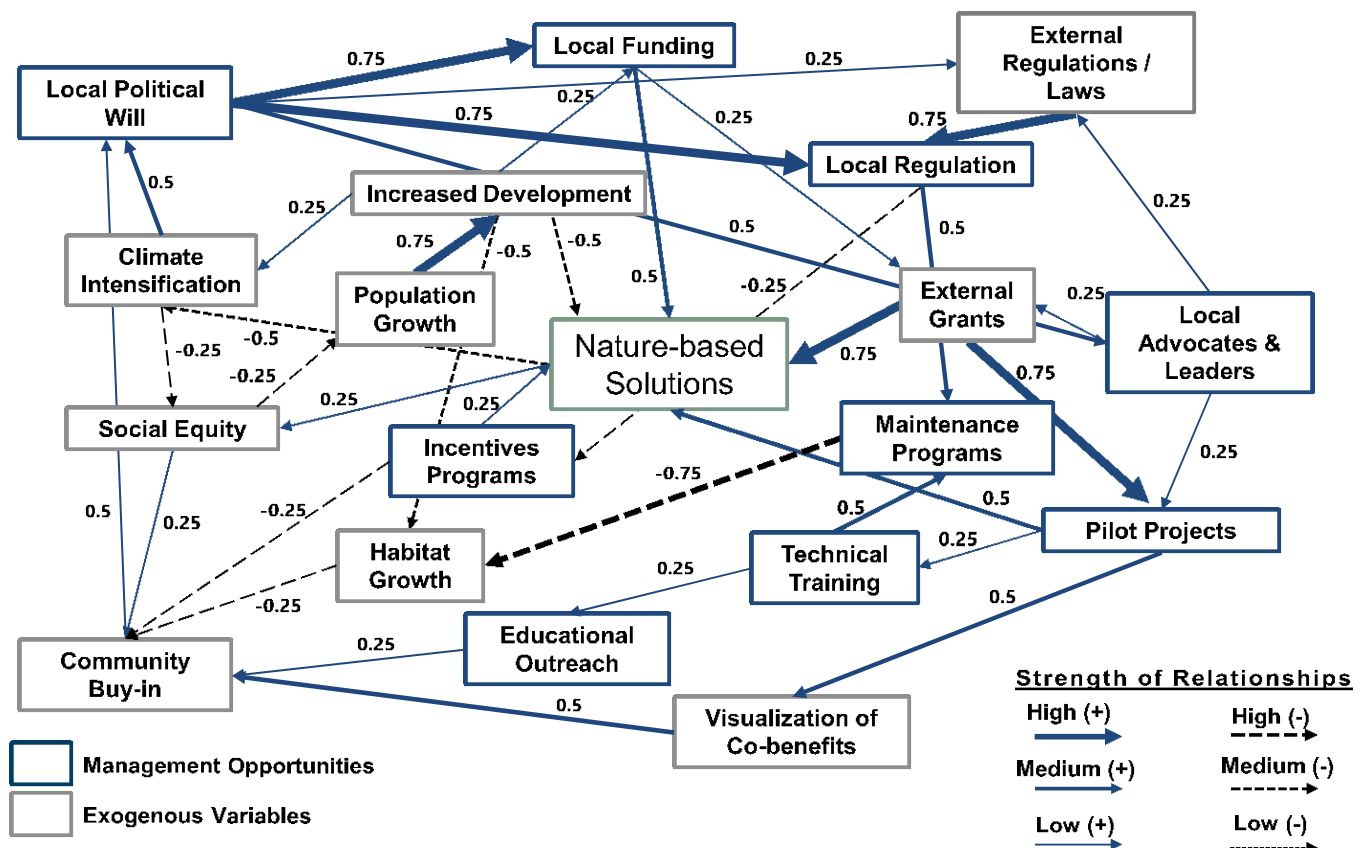 Local Funding
External
Regulations /
Laws
0.75
0.25
Local Political
Will
0.25
0.25
0.75
0.75
Local Regulation
0.5
Increased Development
0.25
0.25
0.5
0.5
Climate
Intensification
0.75
-0.5
-0.5
Population
Growth
0.5
-0.25
External
Grants
0.25
Local
Advocates &
Leaders
-0.5
-0.25
-0.25
Nature-based
Solutions
0.75
0.75
Social Equity
0.25
0.25
Incentives
Programs
Maintenance
Programs
0.25
-0.75
0.5
0.25
-0.25
0.5
0.5
Pilot Projects
Habitat
Growth
Technical
Training
0.25
0.25
-0.25
0.5
Community
Buy-in
0.25
Educational
Outreach
0.5
Visualization of
Co-benefits
Management Opportunities
Exogenous Variables
Strength of Relationships
High (+)
High (-)
Medium (+)
Medium (-)
Low (+)
Low (-)